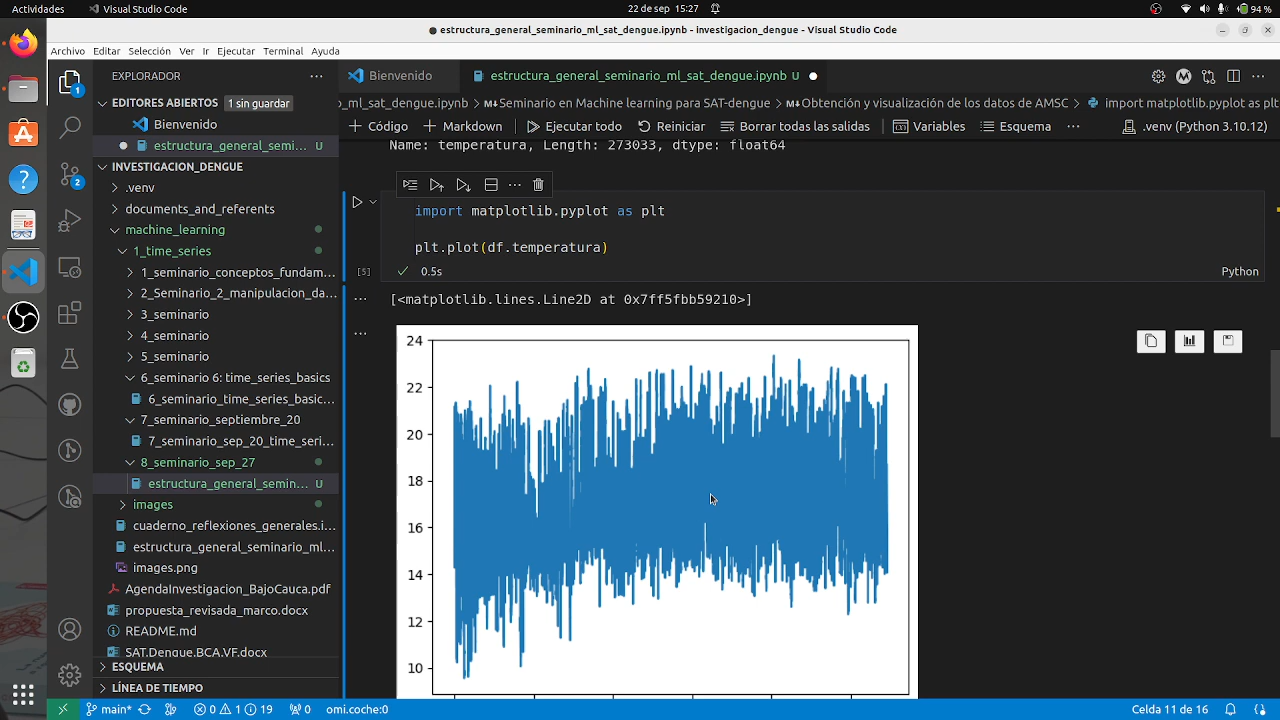 Actividades
Visual Studio Code
22 de sep 15:27
94 %
estructura_general_seminario_ml_sat_dengue.ipynb - investigacion_dengue - Visual Studio Code
Archivo Editar Selección Ver Ir Ejecutar Terminal Ayuda
EXPLORADOR
Bienvenido
estructura_general_seminario_ml_sat_dengue.ipynb U
EDITORES ABIERTOS 1 sin guardar
o_ml_sat_dengue.ipynb > Seminario en Machine learning para SAT-dengue > Obtención y visualización de los datos de AMSC > import matplotlib.pyplot as plt
Bienvenido
+ Código + Markdown Ejecutar todo Reiniciar Borrar todas las salidas Variables Esquema ... .venv (Python 3.10.12)
estructura_general_semi... U
Name: temperatura, Length: 273033, dtype: float64
INVESTIGACION_DENGUE
.venv
documents_and_referents
machine_learning
1_time_series
1_seminario_conceptos_fundam...
2_Seminario_2_manipulacion_da...
3_seminario
4_seminario
5_seminario
6_seminario 6: time_series_basics
6_seminario_time_series_basic...
7_seminario_septiembre_20
7_seminario_sep_20_time_seri...
8_seminario_sep_27
estructura_general_semin... U
images
cuaderno_reflexiones_generales.i...
estructura_general_seminario_ml...
images.png
AgendaInvestigacion_BajoCauca.pdf
propuesta_revisada_marco.docx
README.md
SAT.Dengue.BCA.VF.docx
ESQUEMA
LÍNEA DE TIEMPO
1
2
import matplotlib.pyplot as plt
plt.plot(df.temperatura)
[5]
0.5s
Python
[<matplotlib.lines.Line2D at 0x7ff5fbb59210>]
24
22
20
18
16
14
12
10
main*
0 1 19
0
omi.coche:0
Celda 11 de 16